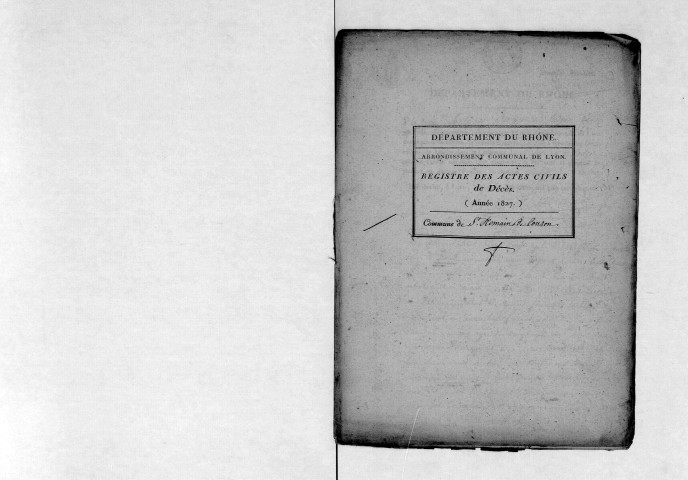 DÉPARTEMENT DU RHÔNE.
ARRONDISSEMENT COMMUNAL DE LYON.
REGISTRE DES ACTES CIVILS
de Décès.
( Année 1827. )
Commune de St. Romain de Couzon.